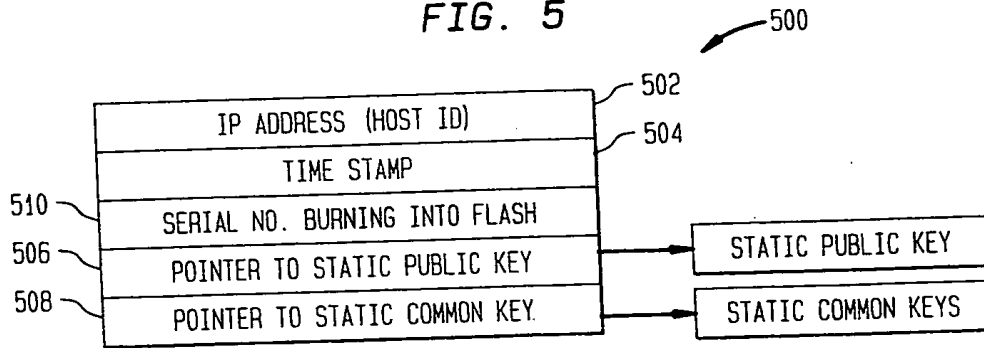 FIG. 5
500
502
IP ADDRESS (HOST ID)
504
TIME STAMP
510
SERIAL NO. BURNING INTO FLASH
506
POINTER TO STATIC PUBLIC KEY
STATIC PUBLIC KEY
508
POINTER TO STATIC COMMON KEY.
STATIC COMMON KEYS